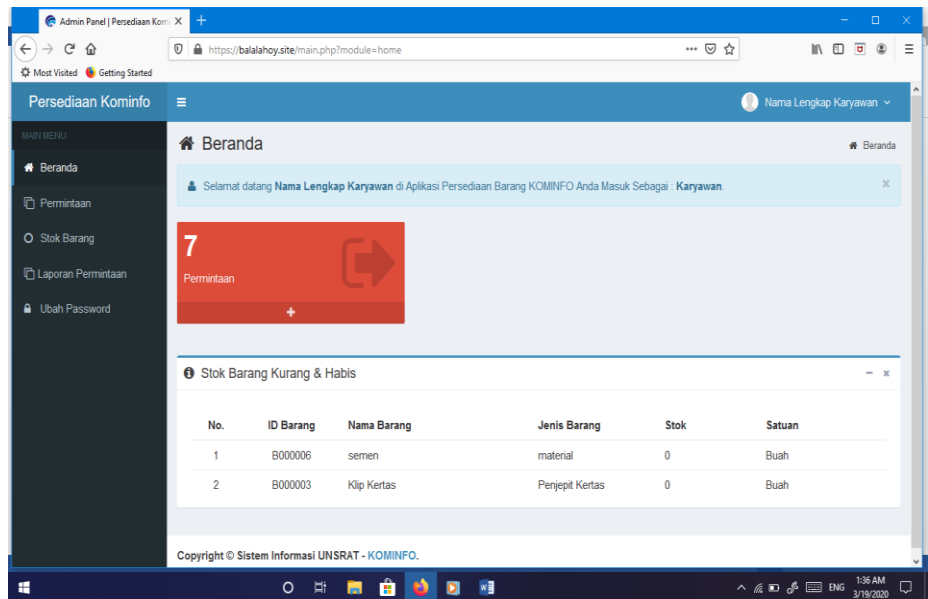 Admin Panel | Persediaan Kom
https://balalahoy.site/main.php?module=home
Most Visited Getting Started
Persediaan Kominfo
Nama Lengkap Karyawan
MAIN MENU
Beranda
Permintaan
Stok Barang
Laporan Permintaan
Ubah Password
Beranda
Beranda
Selamat datang Nama Lengkap Karyawan di Aplikasi Persediaan Barang KOMINFO Anda Masuk Sebagai : Karyawan.
7
Permintaan
Stok Barang Kurang & Habis
No. ID Barang Nama Barang Jenis Barang Stok Satuan
1 B000006 semen material 0 Buah
2 B000003 Klip Kertas Penjepit Kertas 0 Buah
Copyright © Sistem Informasi UNSRAT - KOMINFO.
ENG
1:36 AM
3/19/2020